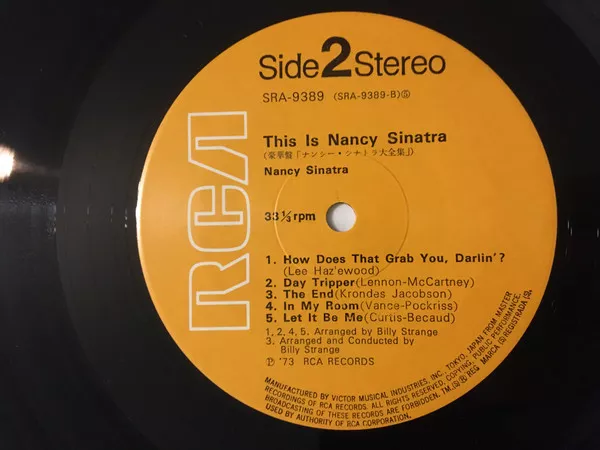 Side 2 Stereo
SRA-9389 (SRA-9389-B)⑤
This Is Nancy Sinatra
(豪華盤「ナンシー・シナトラ大全集」)
Nancy Sinatra
RCA
33 1/3 rpm
1. How Does That Grab You, Darlin'?
(Lee Haz'ewood)
2. Day Tripper(Lennon-McCartney)
3. The End(Krondes Jacobson)
4. In My Room(Vance-Pockriss)
5. Let It Be Me(Curtis-Becaud)
1, 2, 4, 5. Arranged by Billy Strange
3. Arranged and Conducted by
Billy Strange
℗ '73 RCA RECORDS
MANUFACTURED BY VICTOR MUSICAL INDUSTRIES, INC. TOKYO, JAPAN FROM MASTER
RECORDINGS OF RCA RECORDS. ALL RIGHTS RESERVED, COPYING, PUBLIC PERFORMANCE,
BROADCASTING OF THESE RECORDS ARE FORBIDDEN. TM.(S) ® REG MARCA (S) REGISTRADA (S).
USED BY AUTHORITY OF RCA CORPORATION.